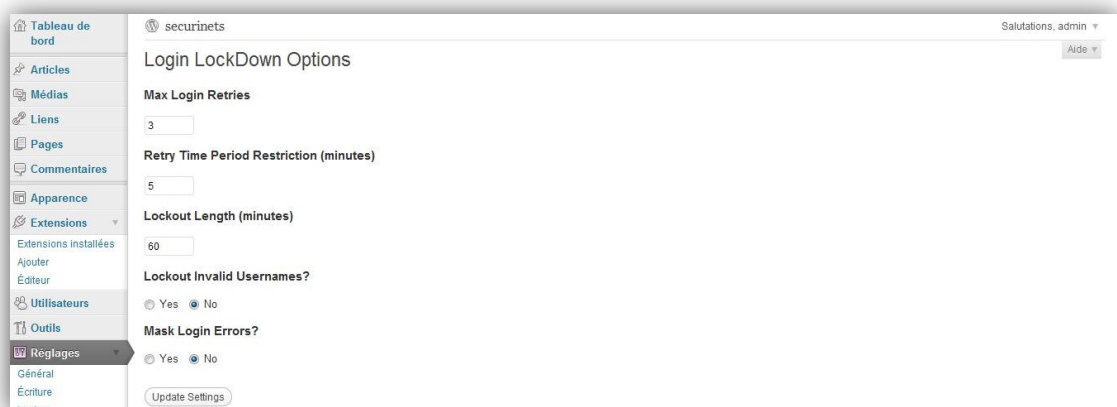 Tableau de
bord
Articles
Médias
Liens
Pages
Commentaires
Apparence
Extensions
Extensions installées
Ajouter
Éditeur
Utilisateurs
Outils
Réglages
Général
Écriture
securinets
Salutations, admin
Aide
Login LockDown Options
Max Login Retries
3
Retry Time Period Restriction (minutes)
5
Lockout Length (minutes)
60
Lockout Invalid Usernames?
Yes No
Mask Login Errors?
Yes No
Update Settings